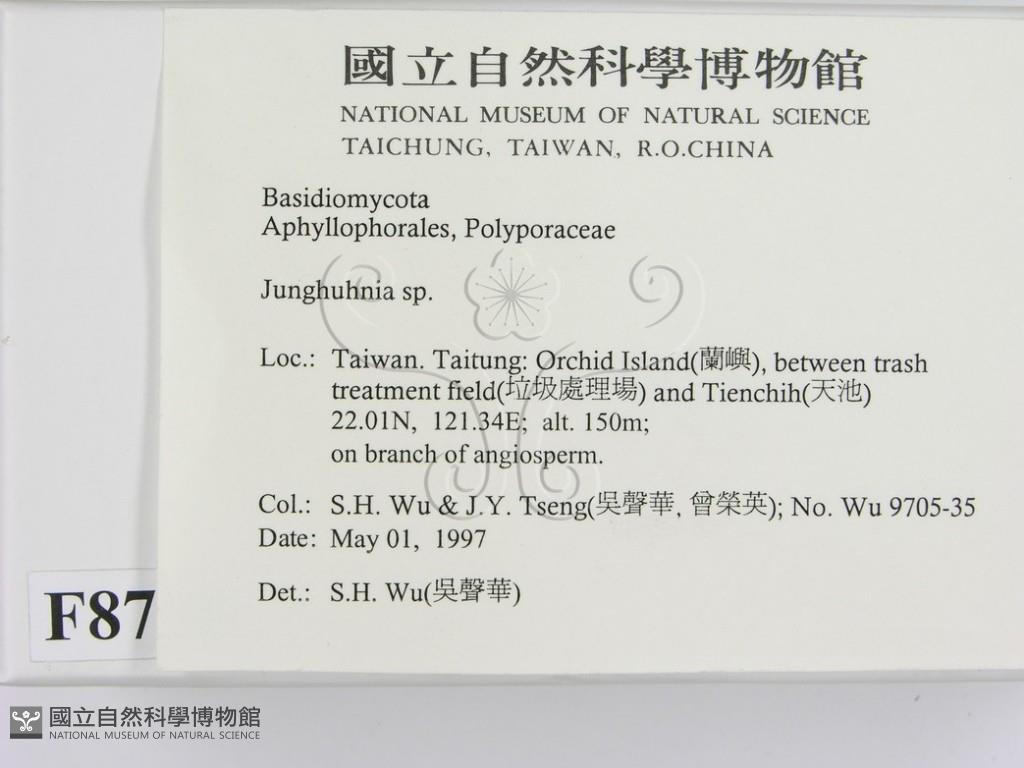 國立自然科學博物館
NATIONAL MUSEUM OF NATURAL SCIENCE
TAICHUNG, TAIWAN, R.O.CHINA
Basidiomycota
Aphyllophorales, Polyporaceae
Junghuhnia sp.
Loc.: Taiwan. Taitung: Orchid Island(蘭嶼), between trash
treatment field(垃圾處理場) and Tienchih(天池)
22.01N, 121.34E; alt. 150m;
on branch of angiosperm.
Col.: S.H. Wu & J.Y. Tseng(吳聲華, 曾榮英); No. Wu 9705-35
Date: May 01, 1997
Det.: S.H. Wu(吳聲華)
F87
國立自然科學博物館
NATIONAL MUSEUM OF NATURAL SCIENCE